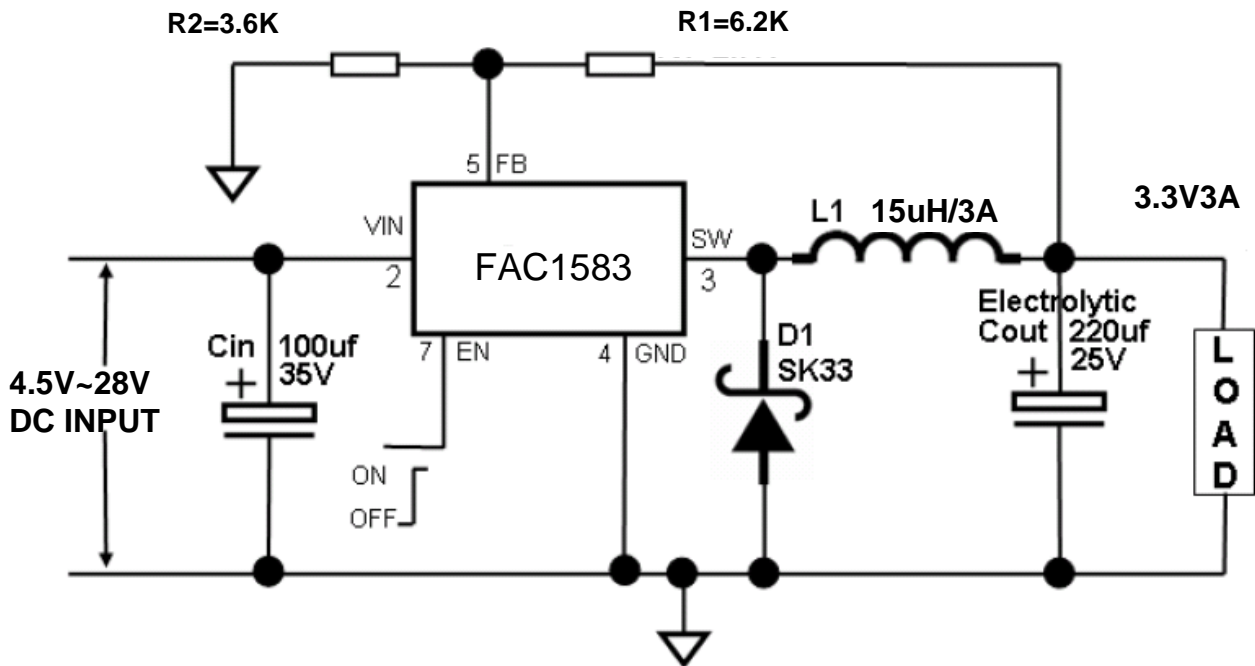 R2=3.6K
R1=6.2K
5 FB
VIN
2
FAC1583
SW
3
L1 15uH/3A
3.3V3A
7 EN
4 GND
Cin 100uf
+ 35V
4.5V~28V
DC INPUT
ON
OFF
D1
SK33
Electrolytic
Cout 220uf
+ 25V
LOAD